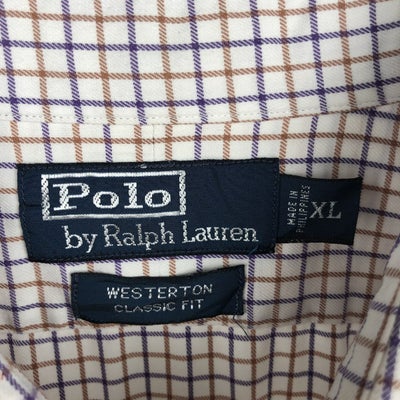 Polo
by Ralph Lauren
MADE IN
PHILIPPINES
XL
WESTERTON
CLASSIC FIT